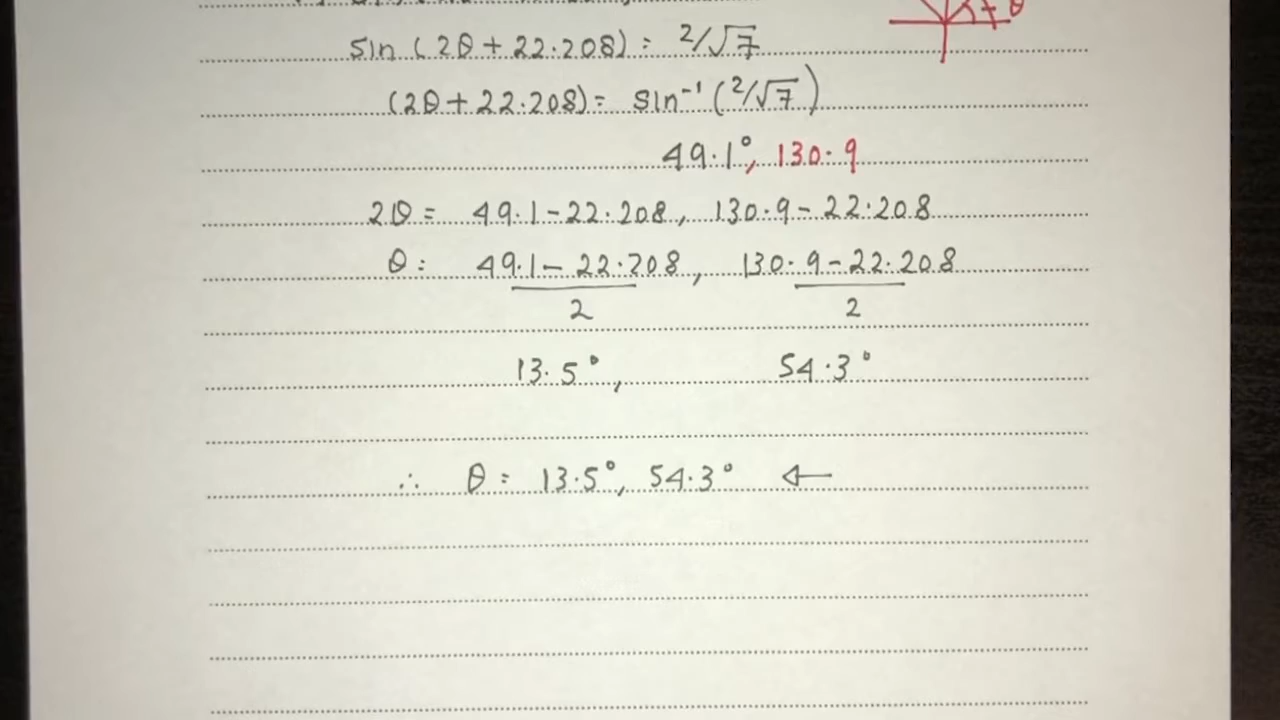 θ
sin (2θ + 22.208) = 2/√7
(2θ + 22.208) = sin⁻¹ (2/√7)
49.1°, 130.9
2θ = 49.1 - 22.208, 130.9 - 22.208
θ = 49.1 - 22.208, 130.9 - 22.208
2 2
13.5°, 54.3°
∴ θ = 13.5°, 54.3° ←